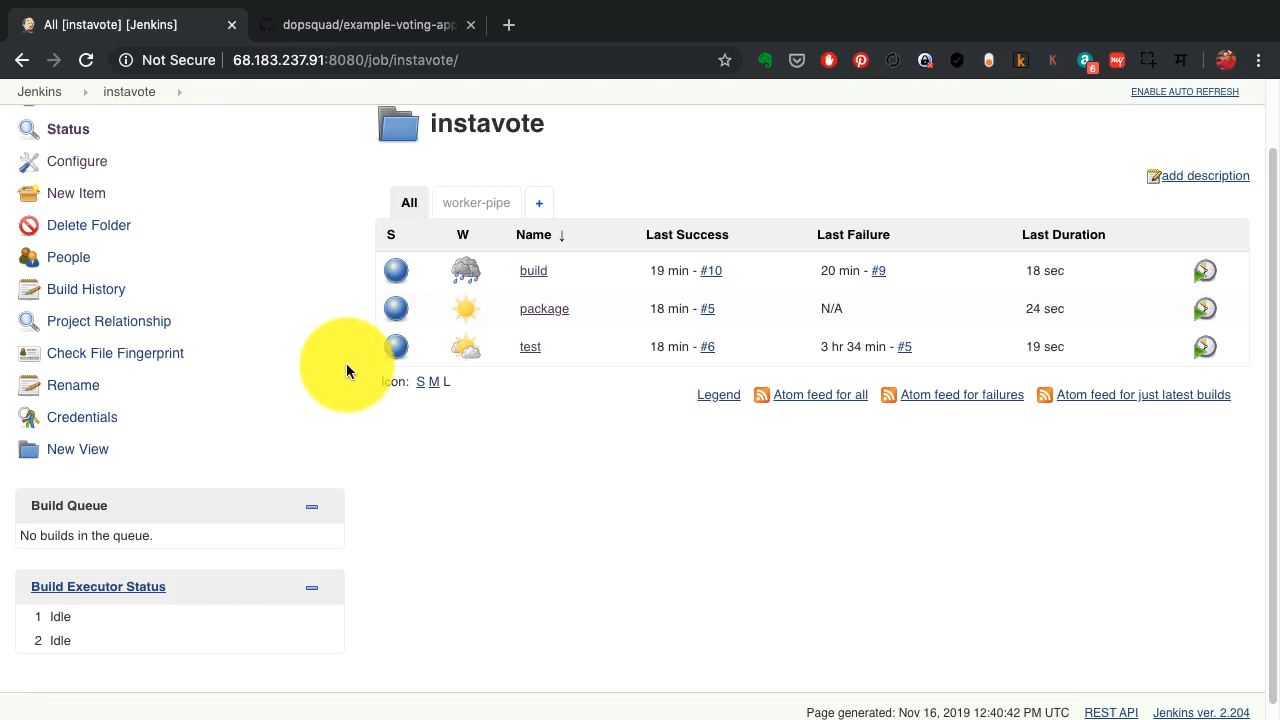 All [instavote] [Jenkins]
dopsquad/example-voting-app
Not Secure
68.183.237.91:8080/job/instavote/
6
Jenkins
instavote
ENABLE AUTO REFRESH
Status
Configure
New Item
Delete Folder
People
Build History
Project Relationship
Check File Fingerprint
Rename
Credentials
New View
Build Queue
No builds in the queue.
Build Executor Status
1 Idle
2 Idle
instavote
add description
All
worker-pipe
+
S W Name ↓ Last Success Last Failure Last Duration
build 19 min - #10 20 min - #9 18 sec
package 18 min - #5 N/A 24 sec
test 18 min - #6 3 hr 34 min - #5 19 sec
Icon: S M L
Legend Atom feed for all Atom feed for failures Atom feed for just latest builds
Page generated: Nov 16, 2019 12:40:42 PM UTC REST API Jenkins ver. 2.204